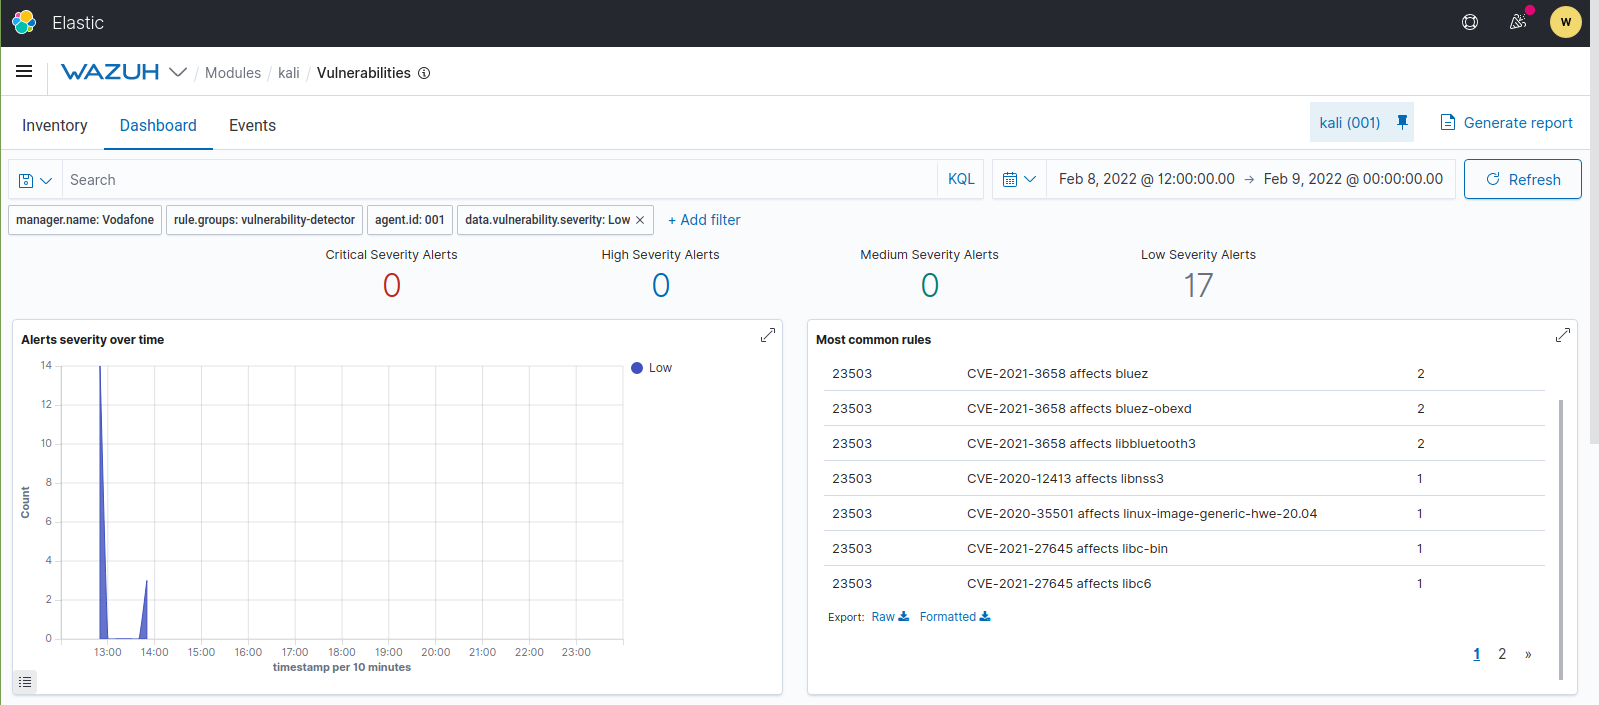 Elastic
W
WAZUH / Modules / kali / Vulnerabilities
Inventory Dashboard Events kali (001) Generate report
Search KQL Feb 8, 2022 @ 12:00:00.00 → Feb 9, 2022 @ 00:00:00.00 Refresh
manager.name: Vodafone rule.groups: vulnerability-detector agent.id: 001 data.vulnerability.severity: Low × + Add filter
Critical Severity Alerts High Severity Alerts Medium Severity Alerts Low Severity Alerts
0 0 0 17
Alerts severity over time
14
12
10
8
6
4
2
0
Count
13:00 14:00 15:00 16:00 17:00 18:00 19:00 20:00 21:00 22:00 23:00
timestamp per 10 minutes
Low
Most common rules
23503 CVE-2021-3658 affects bluez 2
23503 CVE-2021-3658 affects bluez-obexd 2
23503 CVE-2021-3658 affects libbluetooth3 2
23503 CVE-2020-12413 affects libnss3 1
23503 CVE-2020-35501 affects linux-image-generic-hwe-20.04 1
23503 CVE-2021-27645 affects libc-bin 1
23503 CVE-2021-27645 affects libc6 1
Export: Raw Formatted
1 2 »